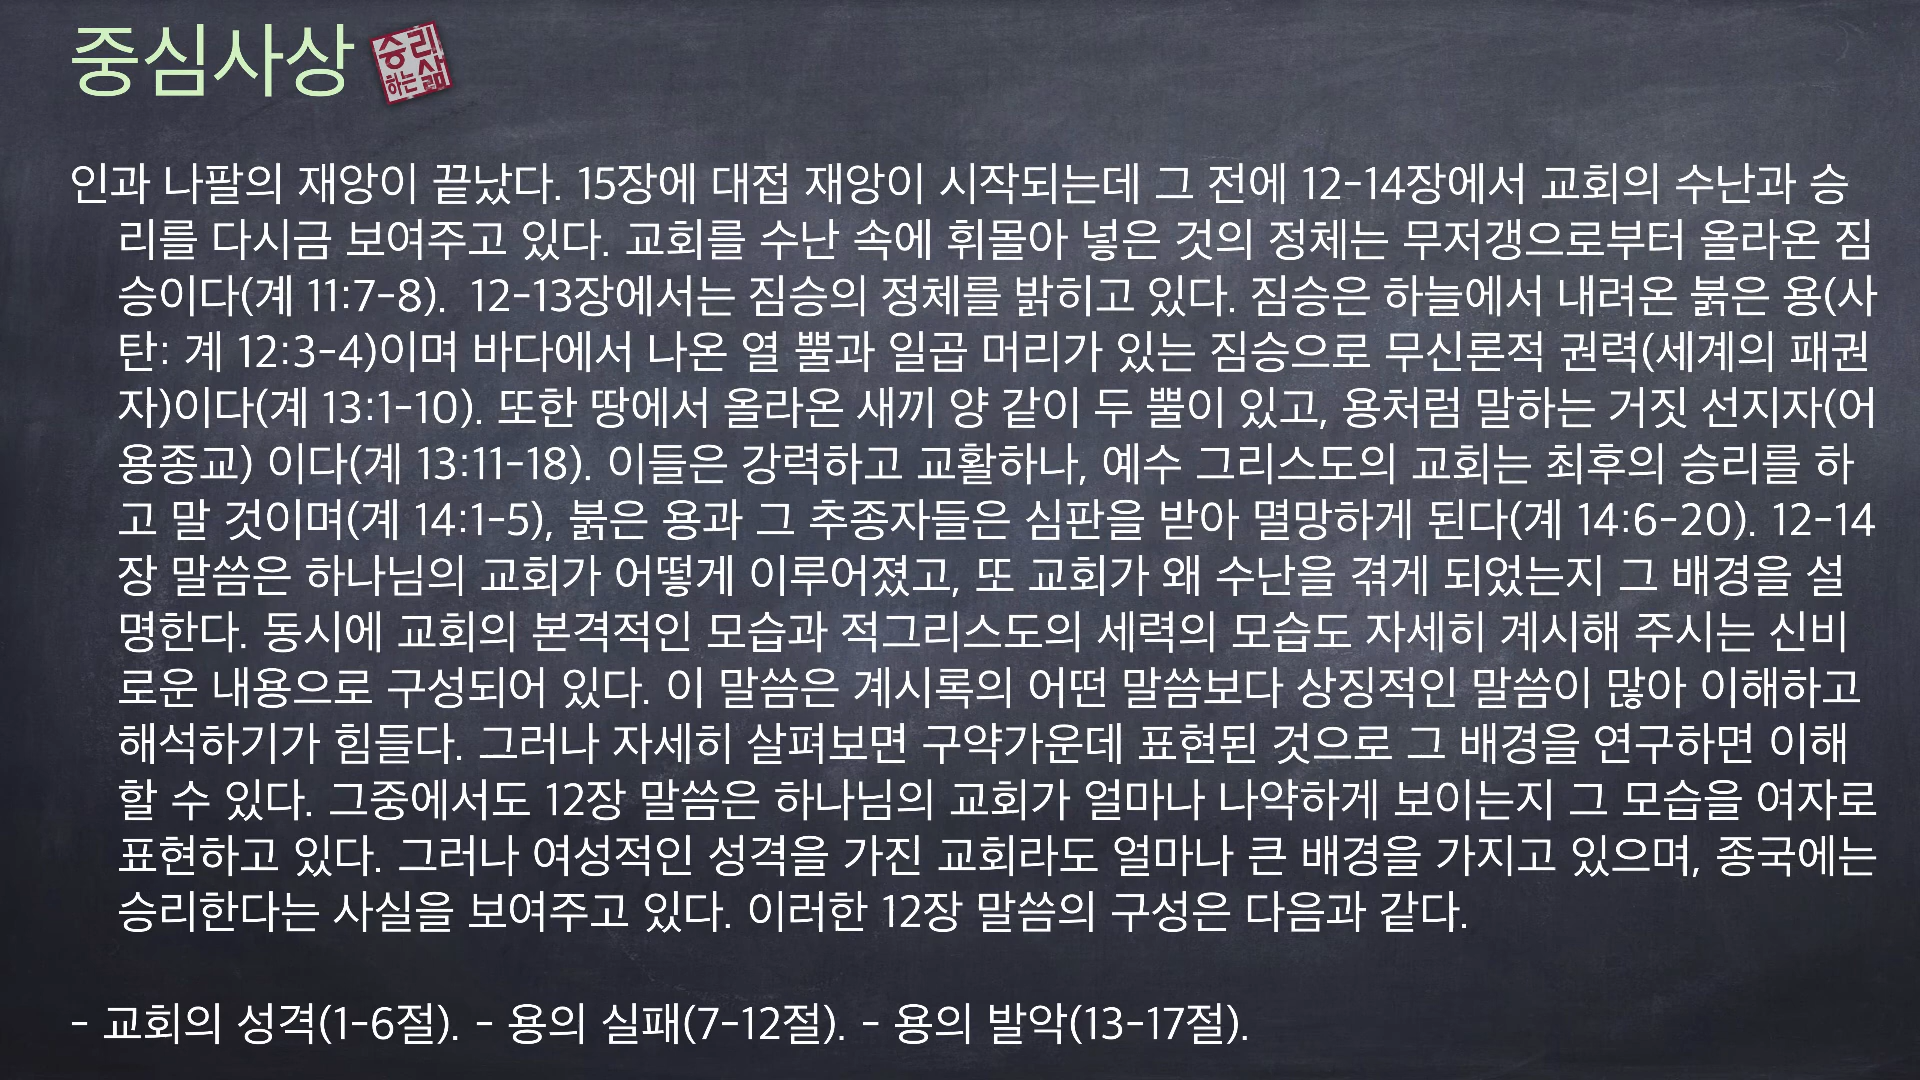 중심사상
승리
하는 삶
인과 나팔의 재앙이 끝났다. 15장에 대접 재앙이 시작되는데 그 전에 12-14장에서 교회의 수난과 승
리를 다시금 보여주고 있다. 교회를 수난 속에 휘몰아 넣은 것의 정체는 무저갱으로부터 올라온 짐
승이다(계 11:7-8).  12-13장에서는 짐승의 정체를 밝히고 있다. 짐승은 하늘에서 내려온 붉은 용(사
탄: 계 12:3-4)이며 바다에서 나온 열 뿔과 일곱 머리가 있는 짐승으로 무신론적 권력(세계의 패권
자)이다(계 13:1-10). 또한 땅에서 올라온 새끼 양 같이 두 뿔이 있고, 용처럼 말하는 거짓 선지자(어
용종교) 이다(계 13:11-18). 이들은 강력하고 교활하나, 예수 그리스도의 교회는 최후의 승리를 하
고 말 것이며(계 14:1-5), 붉은 용과 그 추종자들은 심판을 받아 멸망하게 된다(계 14:6-20). 12-14
장 말씀은 하나님의 교회가 어떻게 이루어졌고, 또 교회가 왜 수난을 겪게 되었는지 그 배경을 설
명한다. 동시에 교회의 본격적인 모습과 적그리스도의 세력의 모습도 자세히 계시해 주시는 신비
로운 내용으로 구성되어 있다. 이 말씀은 계시록의 어떤 말씀보다 상징적인 말씀이 많아 이해하고
해석하기가 힘들다. 그러나 자세히 살펴보면 구약가운데 표현된 것으로 그 배경을 연구하면 이해
할 수 있다. 그중에서도 12장 말씀은 하나님의 교회가 얼마나 나약하게 보이는지 그 모습을 여자로
표현하고 있다. 그러나 여성적인 성격을 가진 교회라도 얼마나 큰 배경을 가지고 있으며, 종국에는
승리한다는 사실을 보여주고 있다. 이러한 12장 말씀의 구성은 다음과 같다.
- 교회의 성격(1-6절). - 용의 실패(7-12절). - 용의 발악(13-17절).